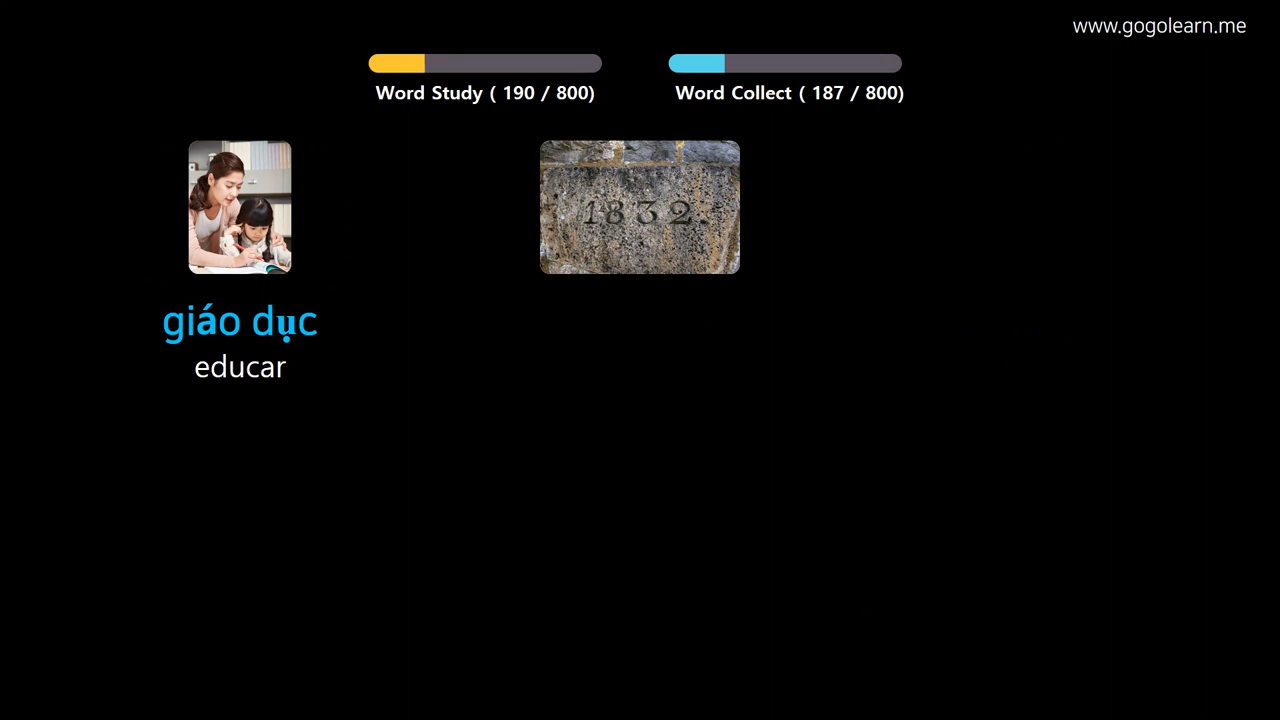 www.gogolearn.me
Word Study ( 190 / 800)
Word Collect ( 187 / 800)
1832.
giáo dục
educar